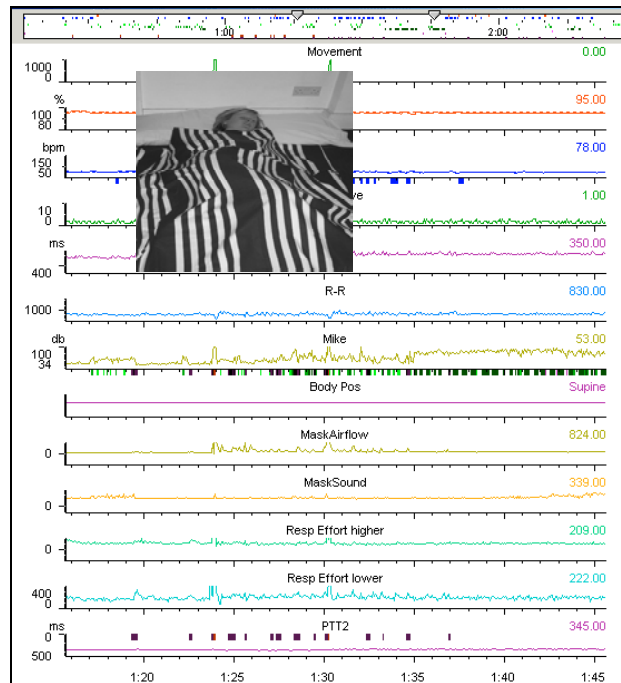 1:00 2:00
Movement 0.00
1000
0
% 95.00
100
80
bpm 78.00
150
50
ve 1.00
10
0
ms 350.00
400
R-R 830.00
1000
db Mike 53.00
100
34
Body Pos Supine
MaskAirflow 824.00
0
MaskSound 339.00
0
Resp Effort higher 209.00
0
Resp Effort lower 222.00
400
0
ms PTT2 345.00
0
500
1:20 1:25 1:30 1:35 1:40 1:45